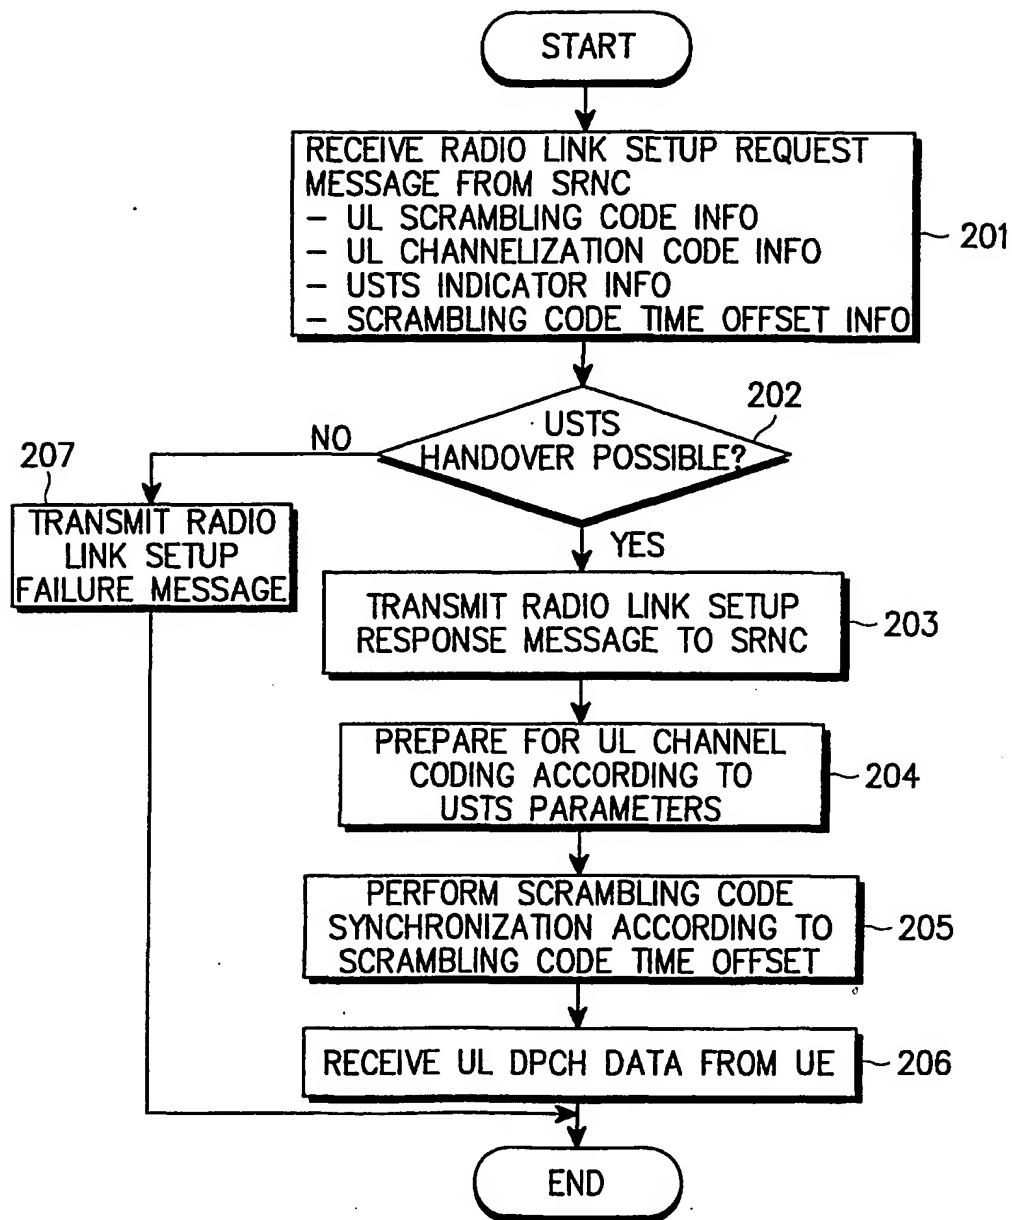 START
RECEIVE RADIO LINK SETUP REQUEST
MESSAGE FROM SRNC
– UL SCRAMBLING CODE INFO
– UL CHANNELIZATION CODE INFO
– USTS INDICATOR INFO
– SCRAMBLING CODE TIME OFFSET INFO
201
202
USTS
HANDOVER POSSIBLE?
NO
207
TRANSMIT RADIO
LINK SETUP
FAILURE MESSAGE
YES
TRANSMIT RADIO LINK SETUP
RESPONSE MESSAGE TO SRNC
203
PREPARE FOR UL CHANNEL
CODING ACCORDING TO
USTS PARAMETERS
204
PERFORM SCRAMBLING CODE
SYNCHRONIZATION ACCORDING TO
SCRAMBLING CODE TIME OFFSET
205
RECEIVE UL DPCH DATA FROM UE
206
END